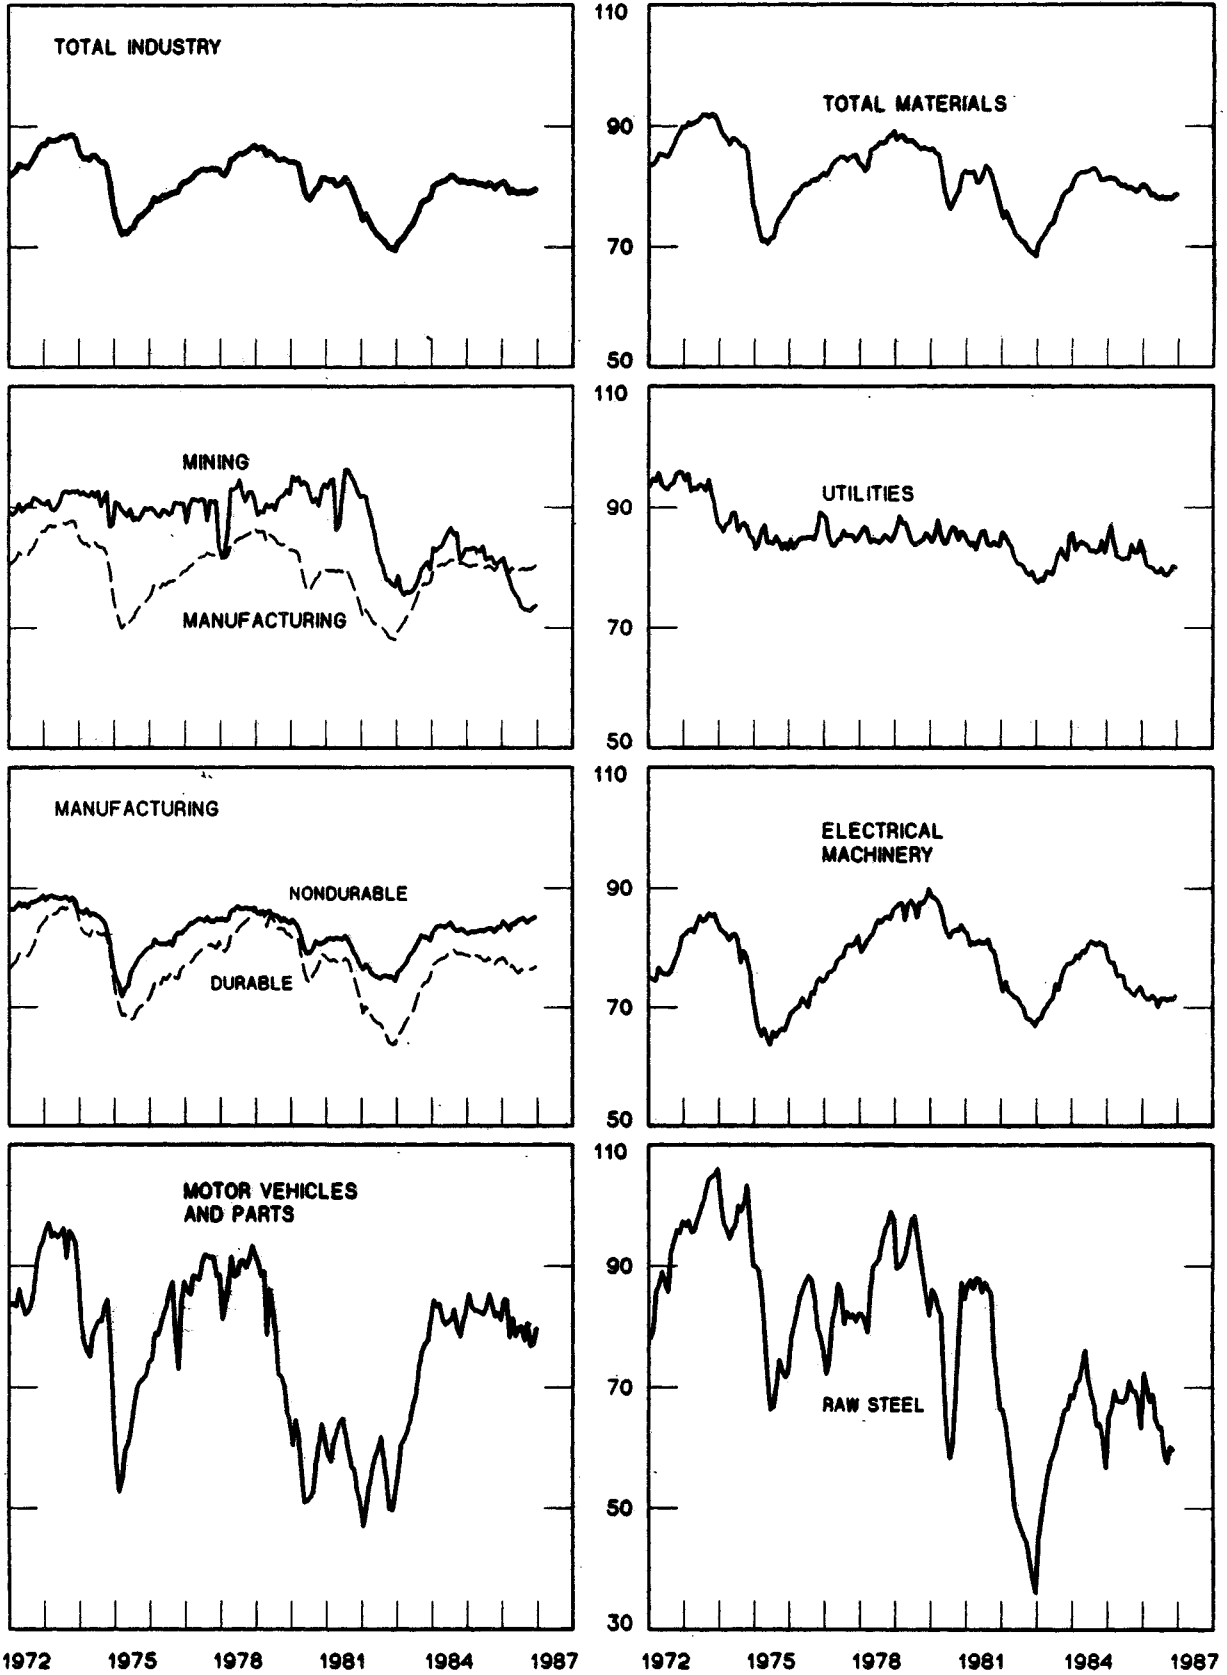 110
TOTAL INDUSTRY
TOTAL MATERIALS
90
70
50
110
MINING
UTILITIES
90
MANUFACTURING
70
50
110
MANUFACTURING
ELECTRICAL
MACHINERY
NONDURABLE
90
DURABLE
70
50
110
MOTOR VEHICLES
AND PARTS
90
70
RAW STEEL
50
30
1972 1975 1978 1981 1984 1987
1972 1975 1978 1981 1984 1987